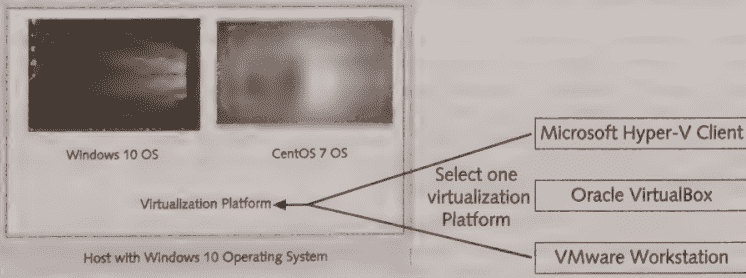 Windows 10 OS
CentOS 7 OS
Virtualization Platform
Host with Windows 10 Operating System
Select one
virtualization
Platform
Microsoft Hyper-V Client
Oracle VirtualBox
VMware Workstation